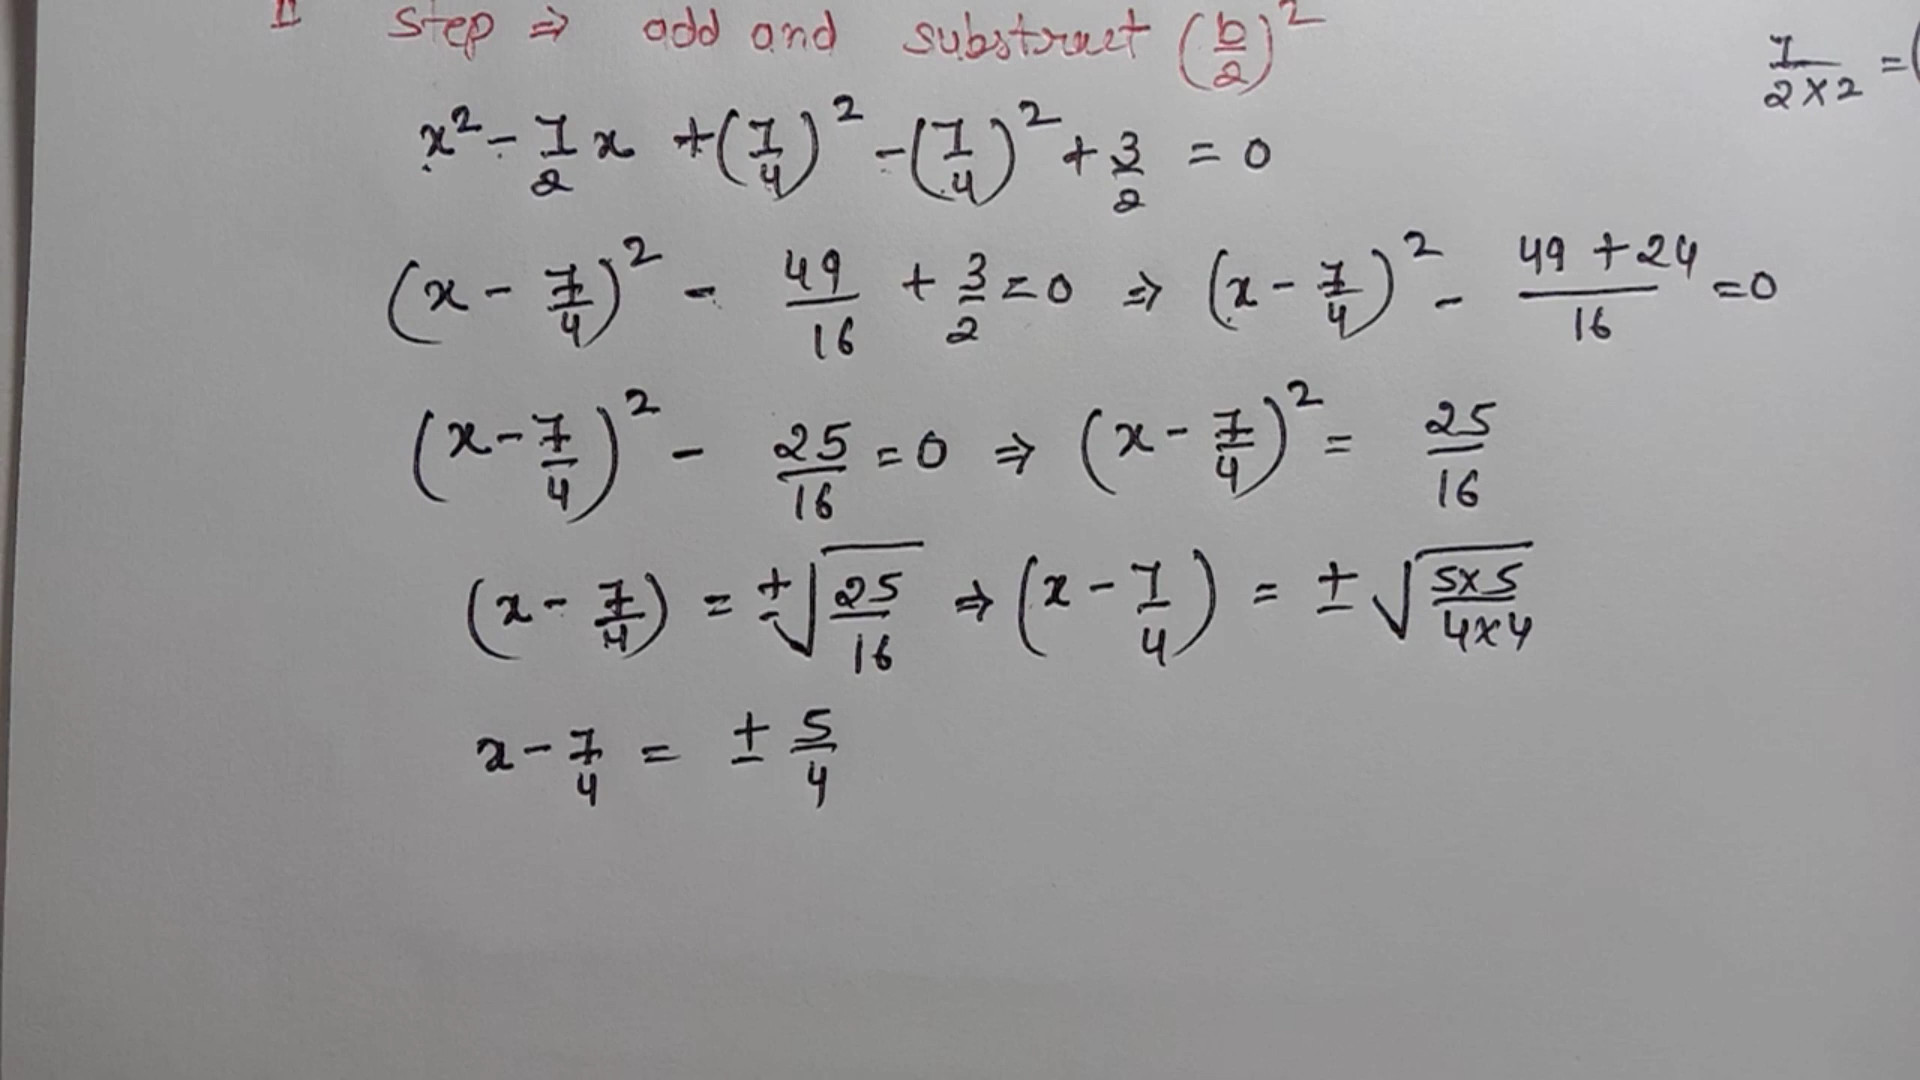 II step ⇒ add and substract (b/2)²
7/2×2 = (
x² - 7/2 x + (7/4)² - (7/4)² + 3/2 = 0
(x - 7/4)² - 49/16 + 3/2 = 0 ⇒ (x - 7/4)² - 49 + 24/16 = 0
(x - 7/4)² - 25/16 = 0 ⇒ (x - 7/4)² = 25/16
(x - 7/4) = ± √25/16 ⇒ (x - 7/4) = ± √5×5/4×4
x - 7/4 = ± 5/4